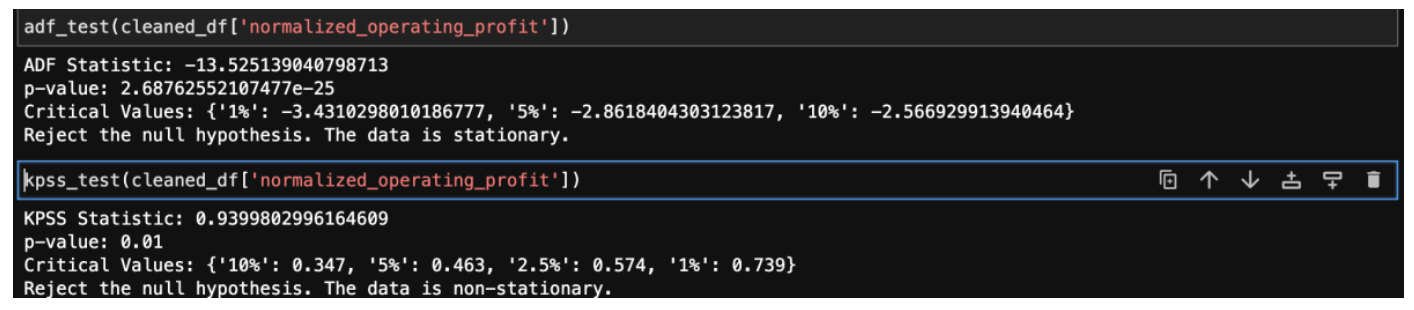 adf_test(cleaned_df['normalized_operating_profit'])
ADF Statistic: -13.525139040798713
p-value: 2.68762552107477e-25
Critical Values: {'1%': -3.4310298010186777, '5%': -2.8618404303123817, '10%': -2.566929913940464}
Reject the null hypothesis. The data is stationary.
kpss_test(cleaned_df['normalized_operating_profit'])
KPSS Statistic: 0.9399802996164609
p-value: 0.01
Critical Values: {'10%': 0.347, '5%': 0.463, '2.5%': 0.574, '1%': 0.739}
Reject the null hypothesis. The data is non-stationary.